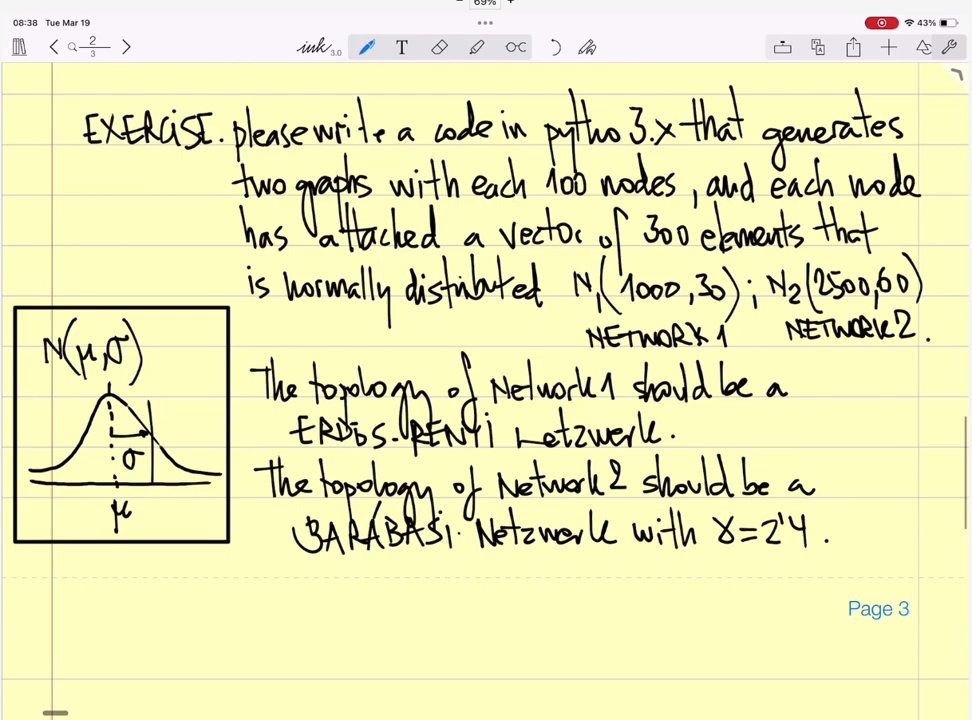 69%
08:38 Tue Mar 19
43%
2
3
ink 3.0
T
EXERCISE. please write a code in pytho 3.x that generates
two graphs with each 100 nodes, and each node
has attached a vector of 300 elements that
is normally distributed N₁(1000,30); N₂(2500,60)
NETWORK 1 NETWORK 2.
N(μ,σ)
σ
μ
The topology of Network 1 should be a
ERDÖS-RENYI Netzwerk.
The topology of Network 2 should be a
BARÁBASI. Netzwerk with γ=2'4.
Page 3